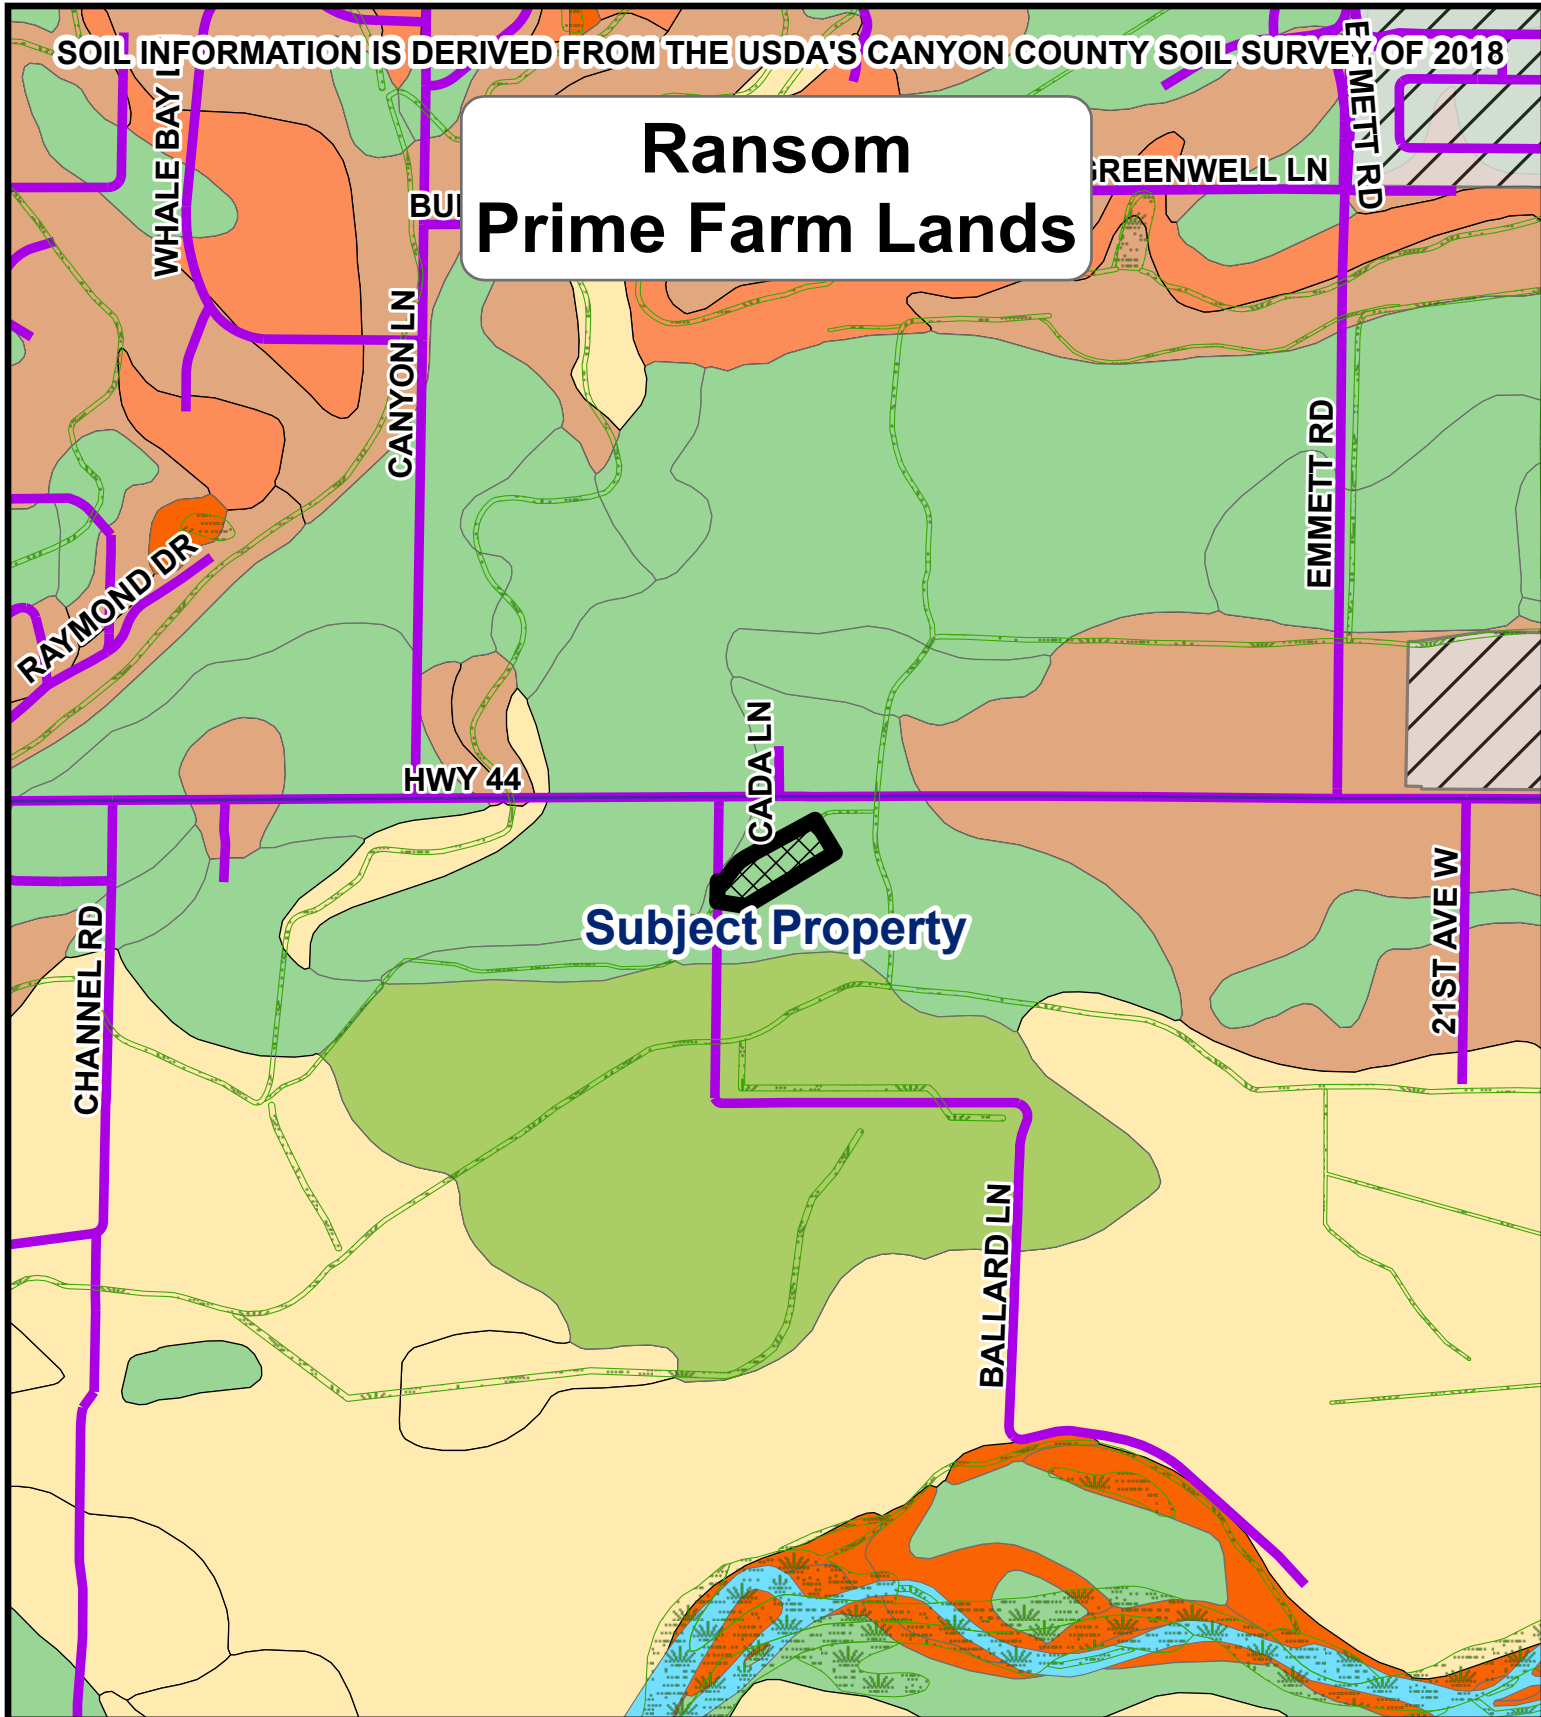 SOIL INFORMATION IS DERIVED FROM THE USDA'S CANYON COUNTY SOIL SURVEY OF 2018
Ransom
Prime Farm Lands
WHALE BAY
EMMETT RD
GREENWELL LN
CANYON LN
EMMETT RD
RAYMOND DR
CADA LN
HWY 44
Subject Property
CHANNEL RD
21ST AVE W
BALLARD LN